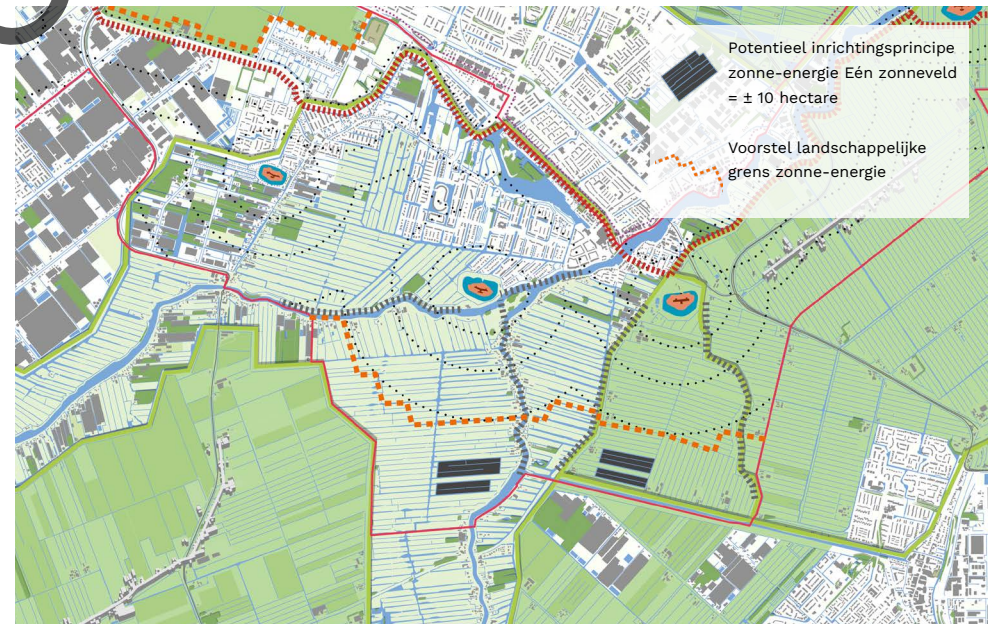 Potentieel inrichtingsprincipe
zonne-energie Eén zonneveld
= ± 10 hectare
Voorstel landschappelijke
grens zonne-energie